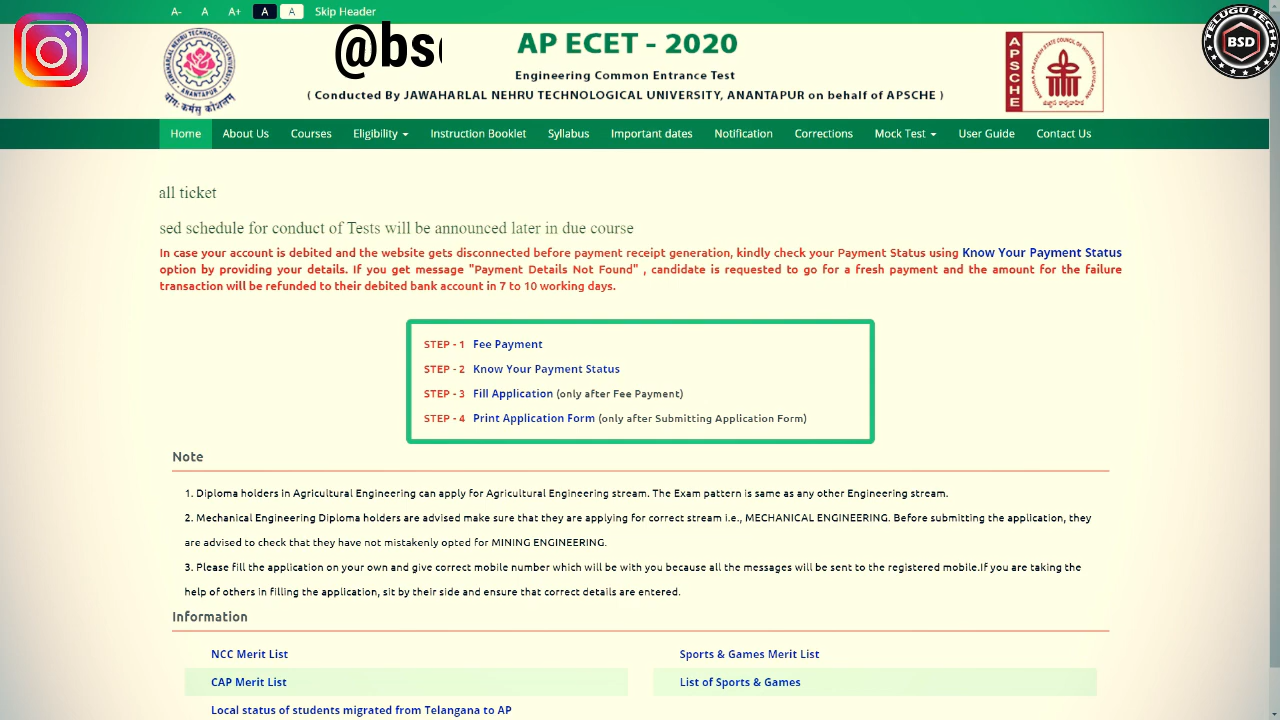 A- A A+ A A Skip Header
@bs
AP ECET - 2020
Engineering Common Entrance Test
( Conducted By JAWAHARLAL NEHRU TECHNOLOGICAL UNIVERSITY, ANANTAPUR on behalf of APSCHE )
APSCHE
TELUGU TECH
BSD
Home About Us Courses Eligibility Instruction Booklet Syllabus Important dates Notification Corrections Mock Test User Guide Contact Us
all ticket
sed schedule for conduct of Tests will be announced later in due course
In case your account is debited and the website gets disconnected before payment receipt generation, kindly check your Payment Status using Know Your Payment Status
option by providing your details. If you get message "Payment Details Not Found" , candidate is requested to go for a fresh payment and the amount for the failure
transaction will be refunded to their debited bank account in 7 to 10 working days.
STEP - 1 Fee Payment
STEP - 2 Know Your Payment Status
STEP - 3 Fill Application (only after Fee Payment)
STEP - 4 Print Application Form (only after Submitting Application Form)
Note
1. Diploma holders in Agricultural Engineering can apply for Agricultural Engineering stream. The Exam pattern is same as any other Engineering stream.
2. Mechanical Engineering Diploma holders are advised make sure that they are applying for correct stream i.e., MECHANICAL ENGINEERING. Before submitting the application, they
are advised to check that they have not mistakenly opted for MINING ENGINEERING.
3. Please fill the application on your own and give correct mobile number which will be with you because all the messages will be sent to the registered mobile.If you are taking the
help of others in filling the application, sit by their side and ensure that correct details are entered.
Information
NCC Merit List Sports & Games Merit List
CAP Merit List List of Sports & Games
Local status of students migrated from Telangana to AP